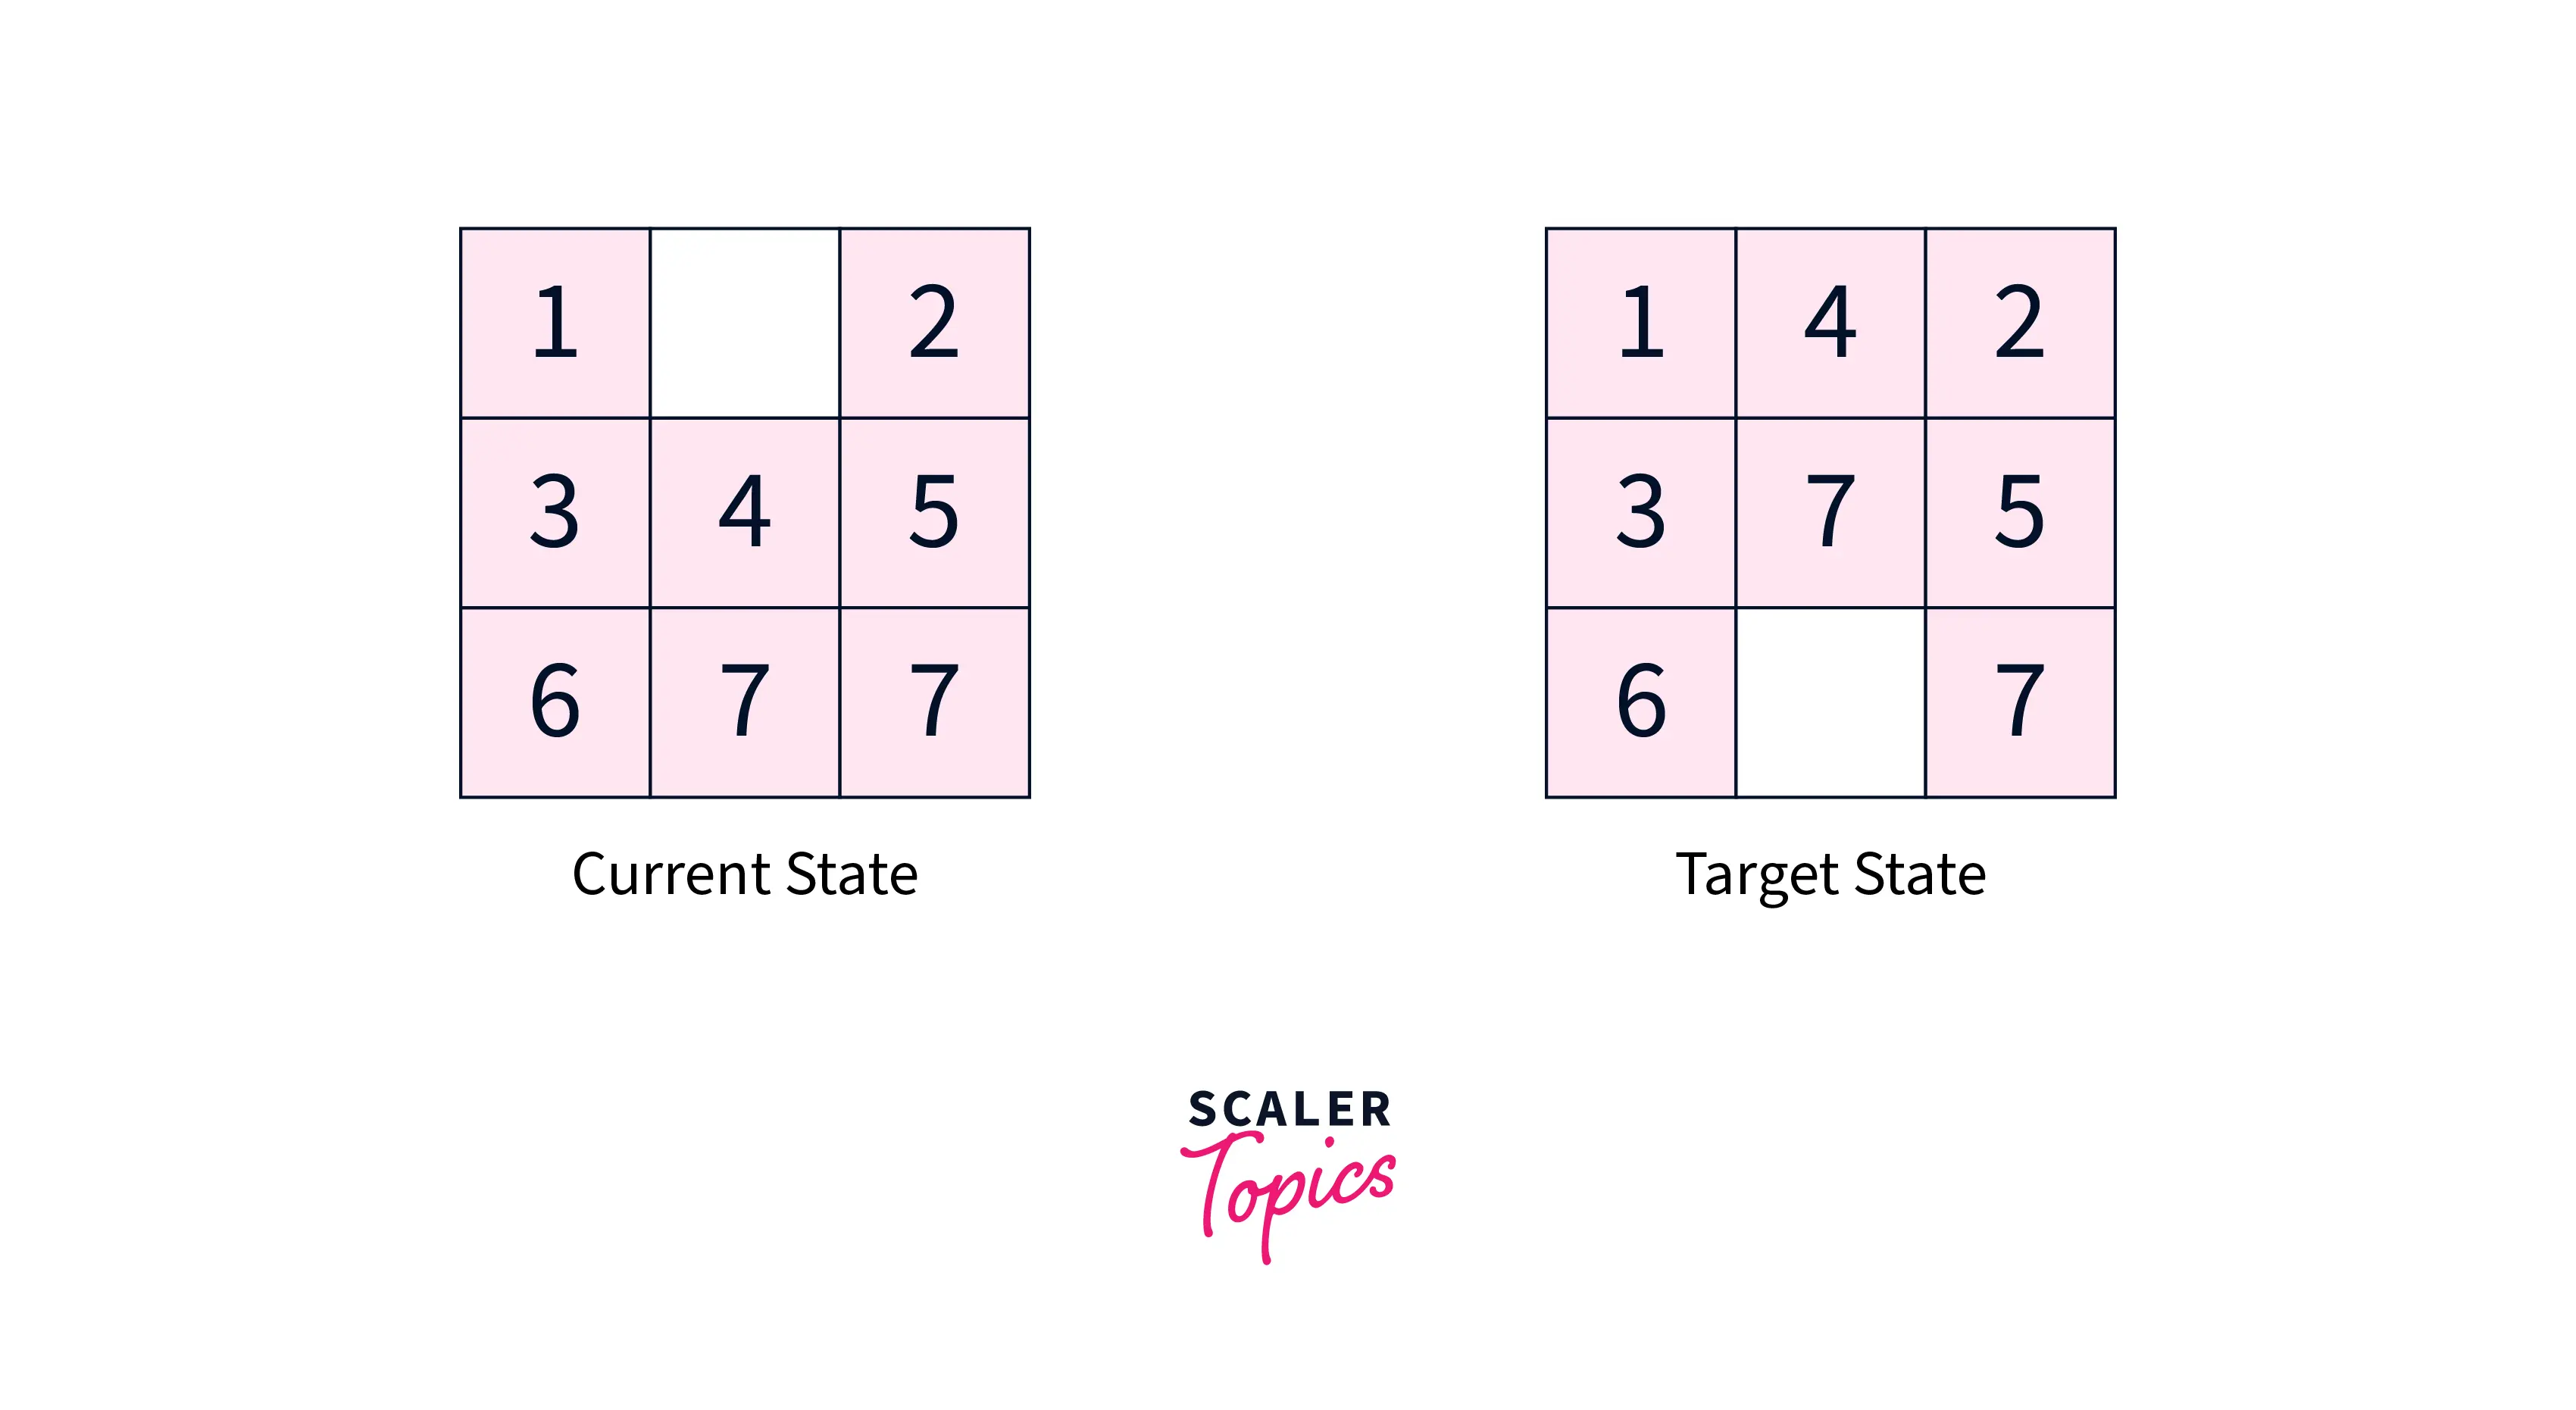 1 2
3 4 5
6 7 7
Current State
1 4 2
3 7 5
6 7
Target State
SCALER
Topics